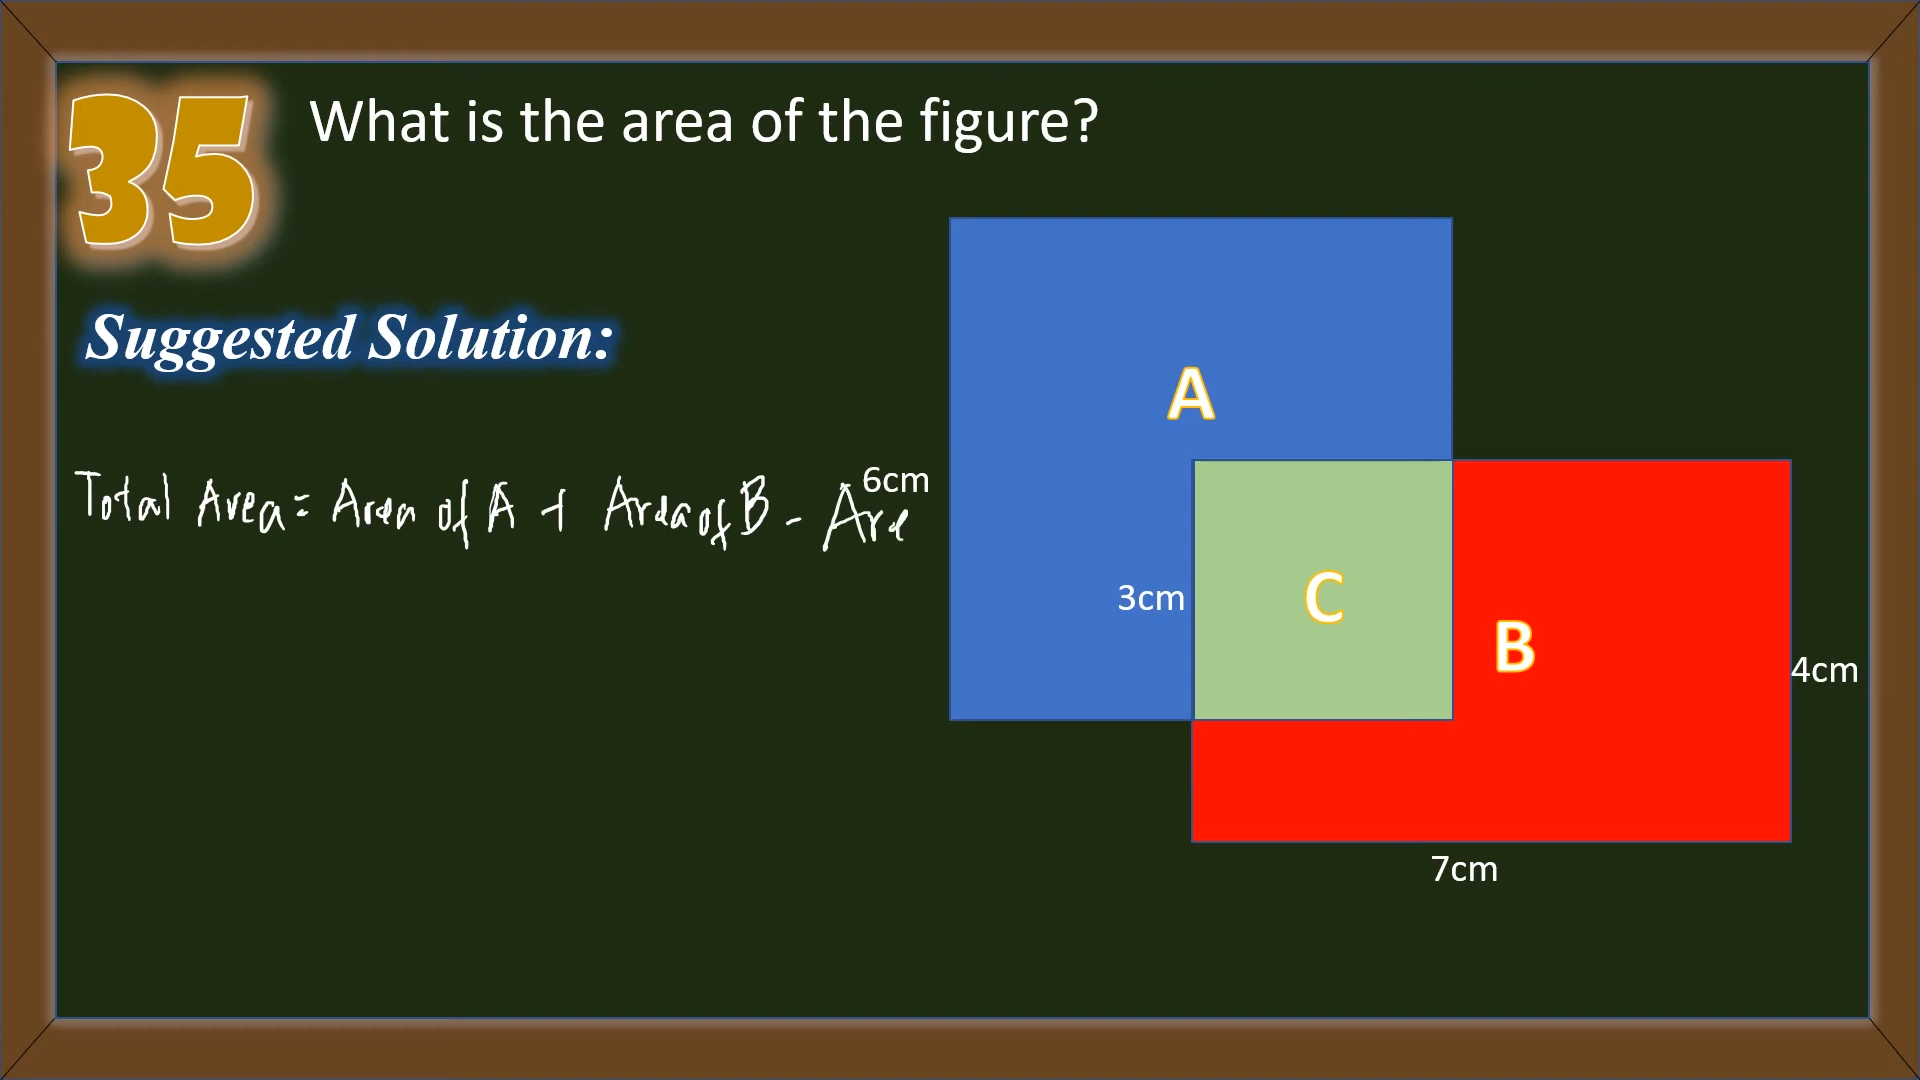 35
What is the area of the figure?
Suggested Solution:
A
6cm
Total Area = Area of A + Area of B - Are
3cm
C
B
4cm
7cm